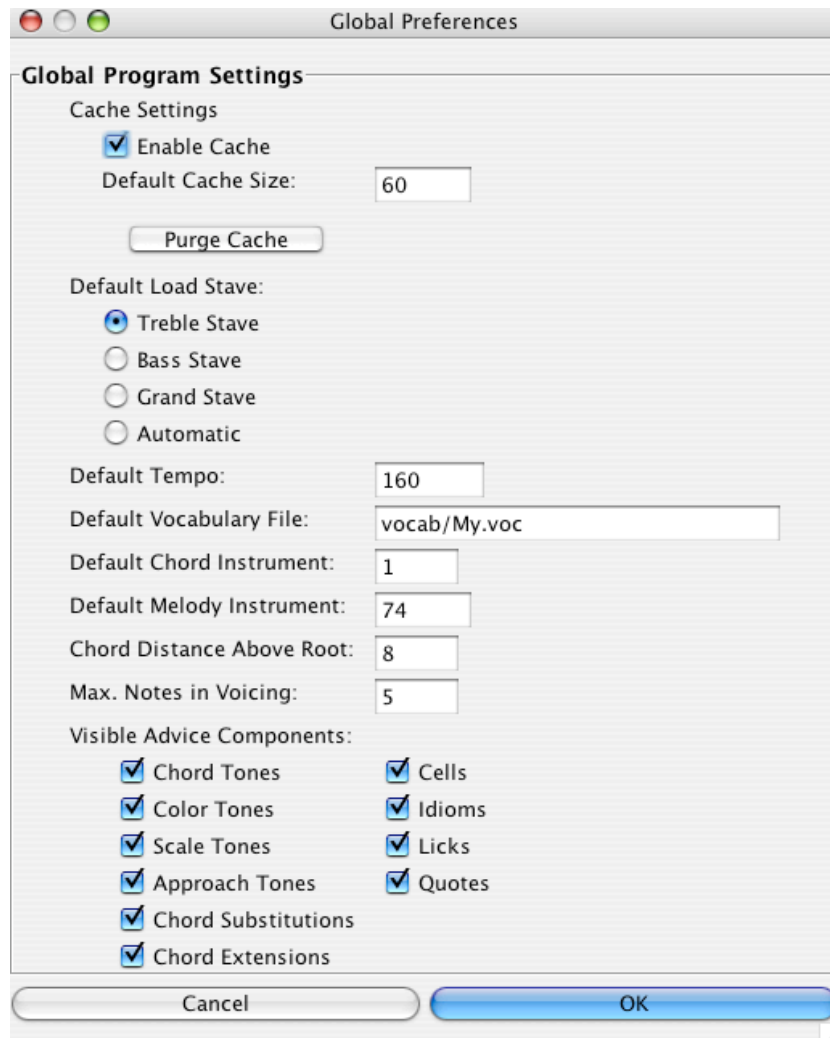 Global Preferences
Global Program Settings
Cache Settings
Enable Cache
Default Cache Size: 60
Purge Cache
Default Load Stave:
Treble Stave
Bass Stave
Grand Stave
Automatic
Default Tempo: 160
Default Vocabulary File: vocab/My.voc
Default Chord Instrument: 1
Default Melody Instrument: 74
Chord Distance Above Root: 8
Max. Notes in Voicing: 5
Visible Advice Components:
Chord Tones Cells
Color Tones Idioms
Scale Tones Licks
Approach Tones Quotes
Chord Substitutions
Chord Extensions
Cancel OK